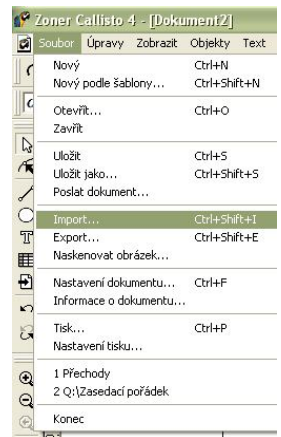 Zoner Callisto 4 - [Dokument2]
Soubor Úpravy Zobrazit Objekty Text
Nový Ctrl+N
Nový podle šablony... Ctrl+Shift+N
Otevřít... Ctrl+O
Zavřít
Uložit Ctrl+S
Uložit jako... Ctrl+Shift+S
Poslat dokument...
Import... Ctrl+Shift+I
Export... Ctrl+Shift+E
Naskenovat obrázek...
Nastavení dokumentu... Ctrl+F
Informace o dokumentu...
Tisk... Ctrl+P
Nastavení tisku...
1 Přechody
2 Q:\Zasedací pořádek
Konec